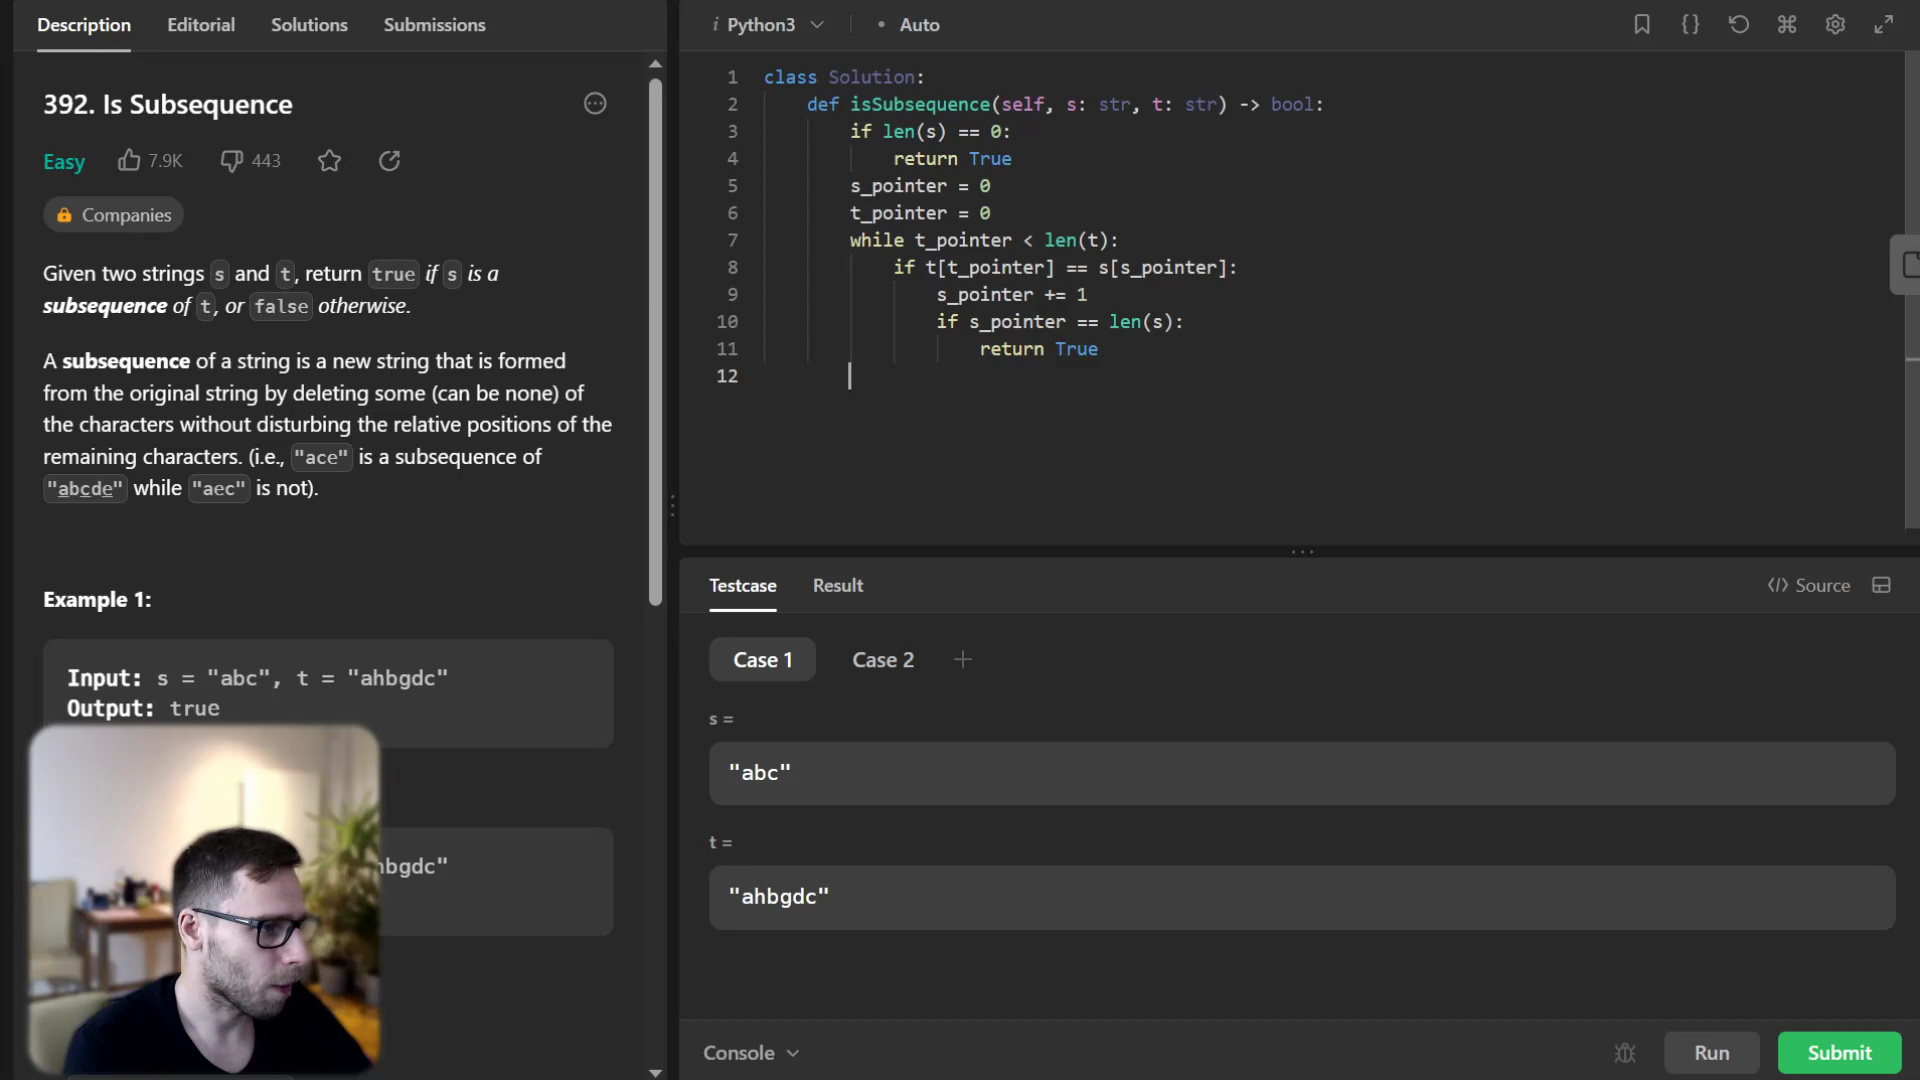 Description Editorial Solutions Submissions
392. Is Subsequence
Easy 7.9K 443
Companies
Given two strings s and t, return true if s is a
subsequence of t, or false otherwise.
A subsequence of a string is a new string that is formed
from the original string by deleting some (can be none) of
the characters without disturbing the relative positions of the
remaining characters. (i.e., "ace" is a subsequence of
"abcde" while "aec" is not).
Example 1:
Input: s = "abc", t = "ahbgdc"
Output: true
hbgdc"
i Python3 • Auto
1 class Solution:
2 def isSubsequence(self, s: str, t: str) -> bool:
3 if len(s) == 0:
4 return True
5 s_pointer = 0
6 t_pointer = 0
7 while t_pointer < len(t):
8 if t[t_pointer] == s[s_pointer]:
9 s_pointer += 1
10 if s_pointer == len(s):
11 return True
12
Testcase Result </> Source
Case 1 Case 2 +
s =
"abc"
t =
"ahbgdc"
Console Run Submit